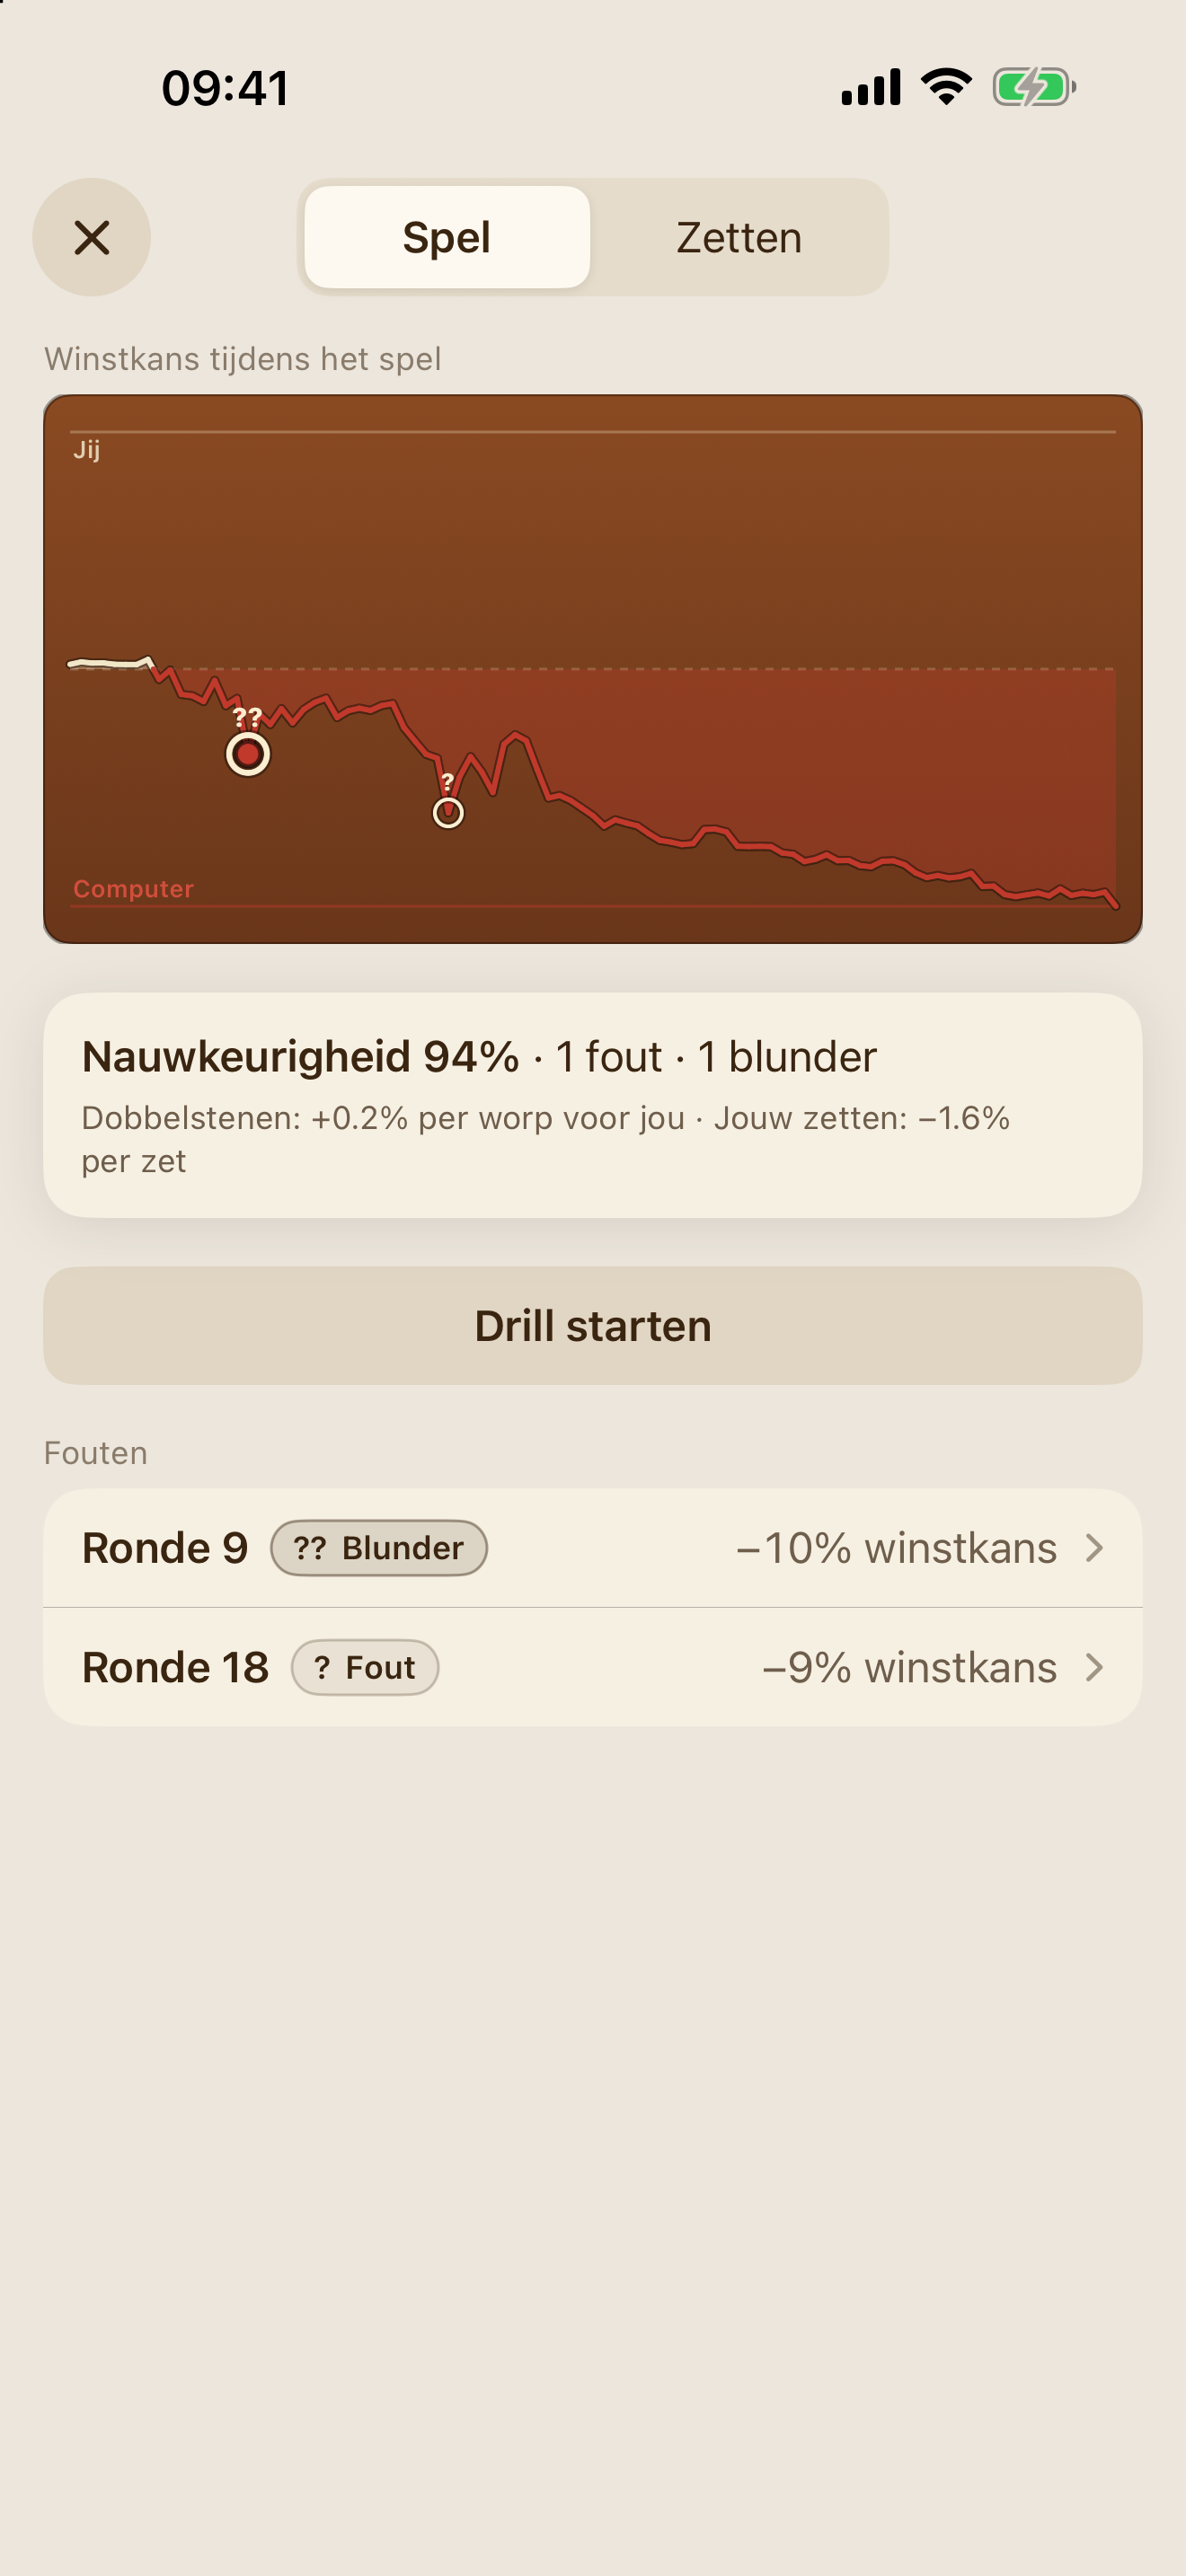 09:41
Spel
Zetten
Winstkans tijdens het spel
Jij
??
?
Computer
Nauwkeurigheid 94% · 1 fout · 1 blunder
Dobbelstenen: +0.2% per worp voor jou · Jouw zetten: −1.6%
per zet
Drill starten
Fouten
Ronde 9 ?? Blunder −10% winstkans
Ronde 18 ? Fout −9% winstkans